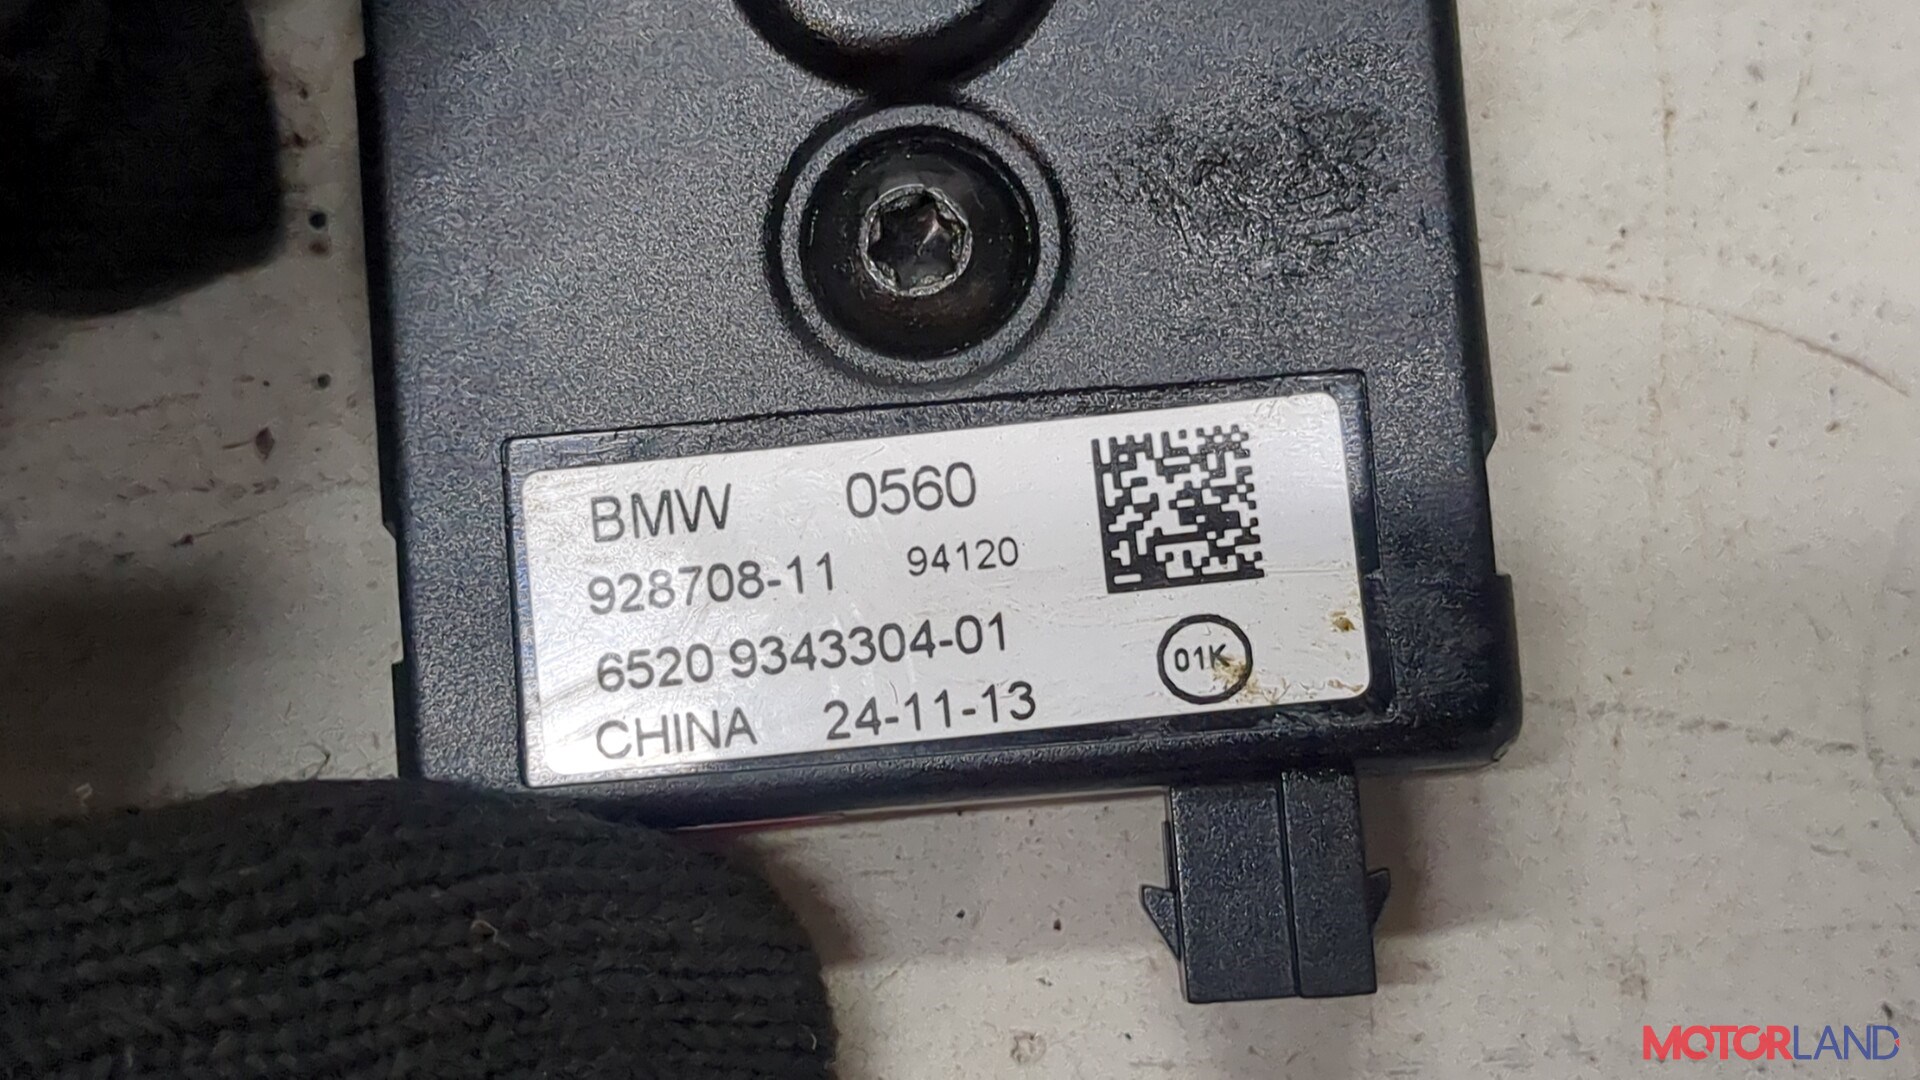 BMW 0560
928708-11 94120
6520 9343304-01
01K
CHINA 24-11-13
MOTORLAND